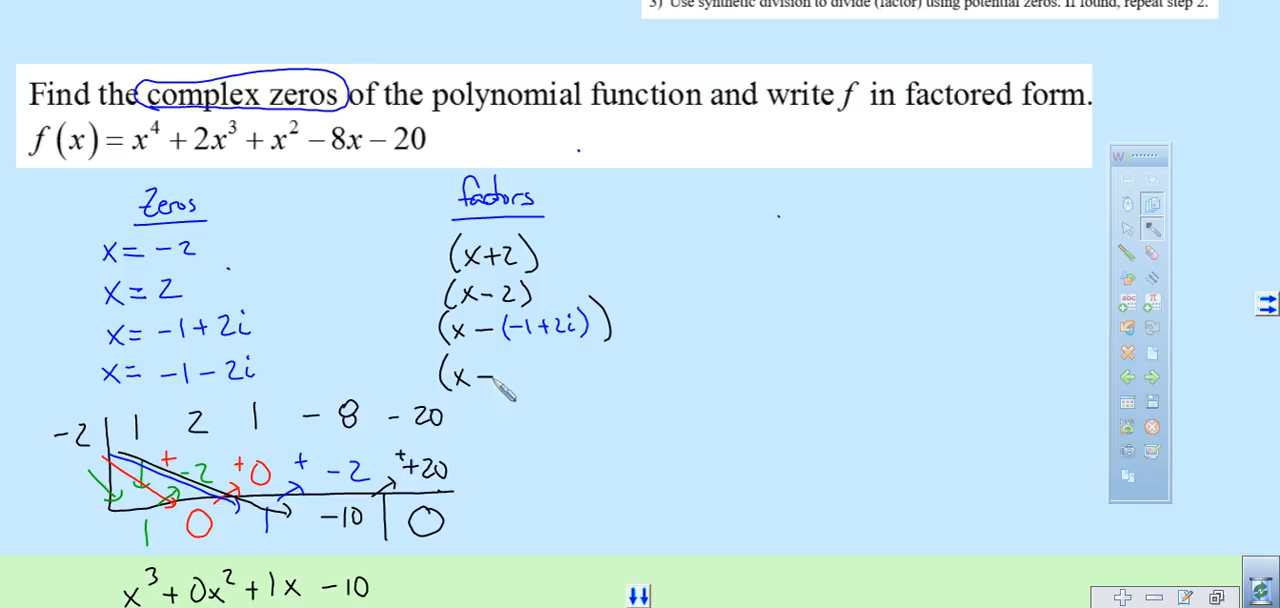 3) Use synthetic division to divide (factor) using potential zeros. If found, repeat step 2.
Find the complex zeros of the polynomial function and write f in factored form.
f(x) = x⁴ + 2x³ + x² − 8x − 20
Zeros
factors
x = −2
(x+2)
x = 2
(x−2)
x = −1+2i
(x − (−1+2i))
x = −1−2i
(x −
−2 | 1 2 1 −8 −20
+ −2 +0 + −2 + +20
1 0 1 −10 | 0
x³ + 0x² + 1x − 10
W
abc
π